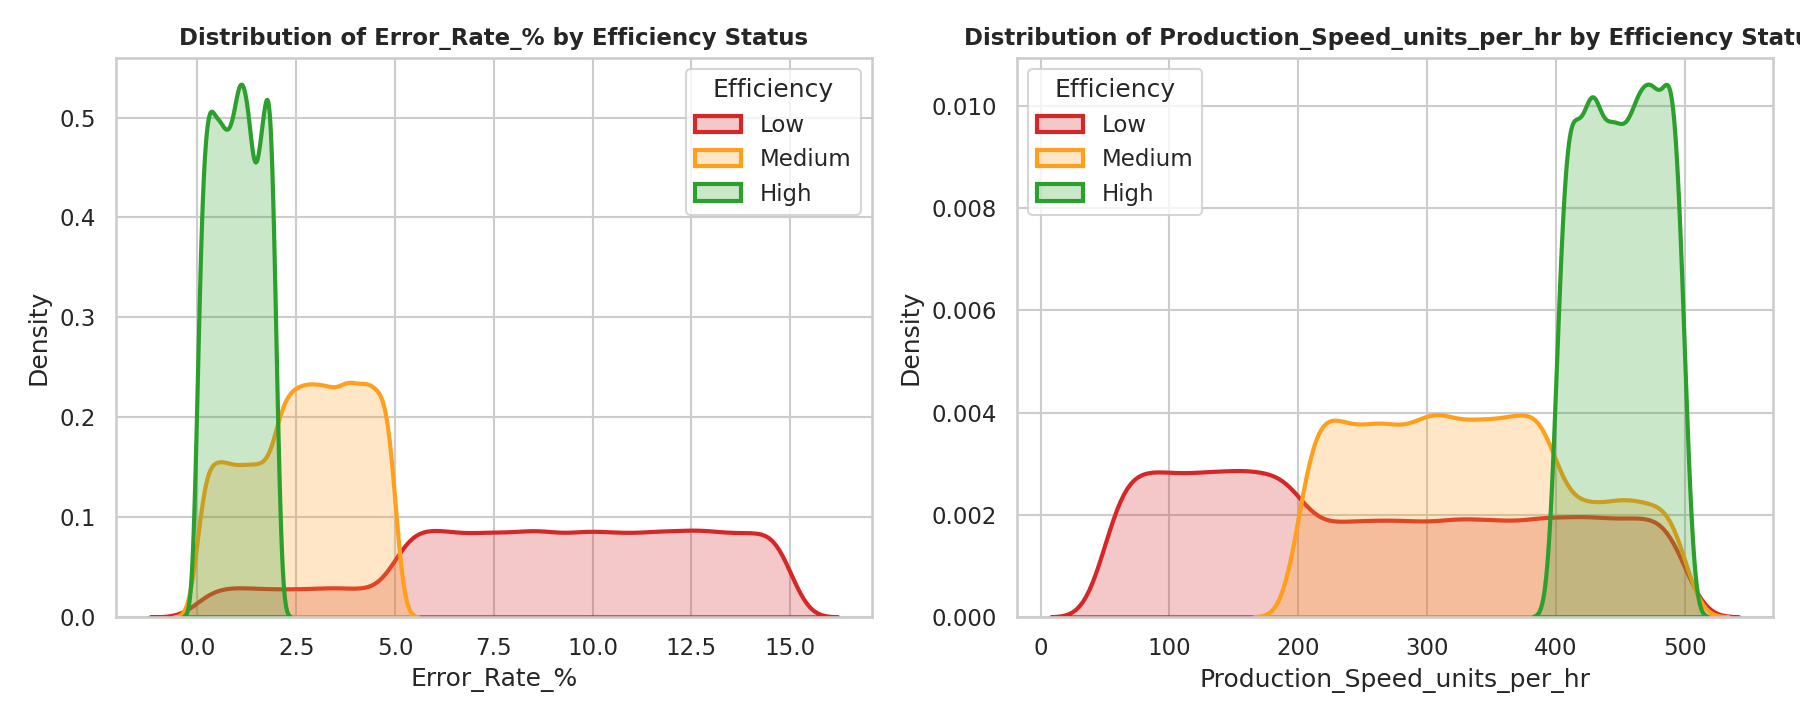 Distribution of Error_Rate_% by Efficiency Status
Efficiency
Low
Medium
High
Density
0.5
0.4
0.3
0.2
0.1
0.0
0.0 2.5 5.0 7.5 10.0 12.5 15.0
Error_Rate_%
Distribution of Production_Speed_units_per_hr by Efficiency Statu
Efficiency
Low
Medium
High
Density
0.010
0.008
0.006
0.004
0.002
0.000
0 100 200 300 400 500
Production_Speed_units_per_hr